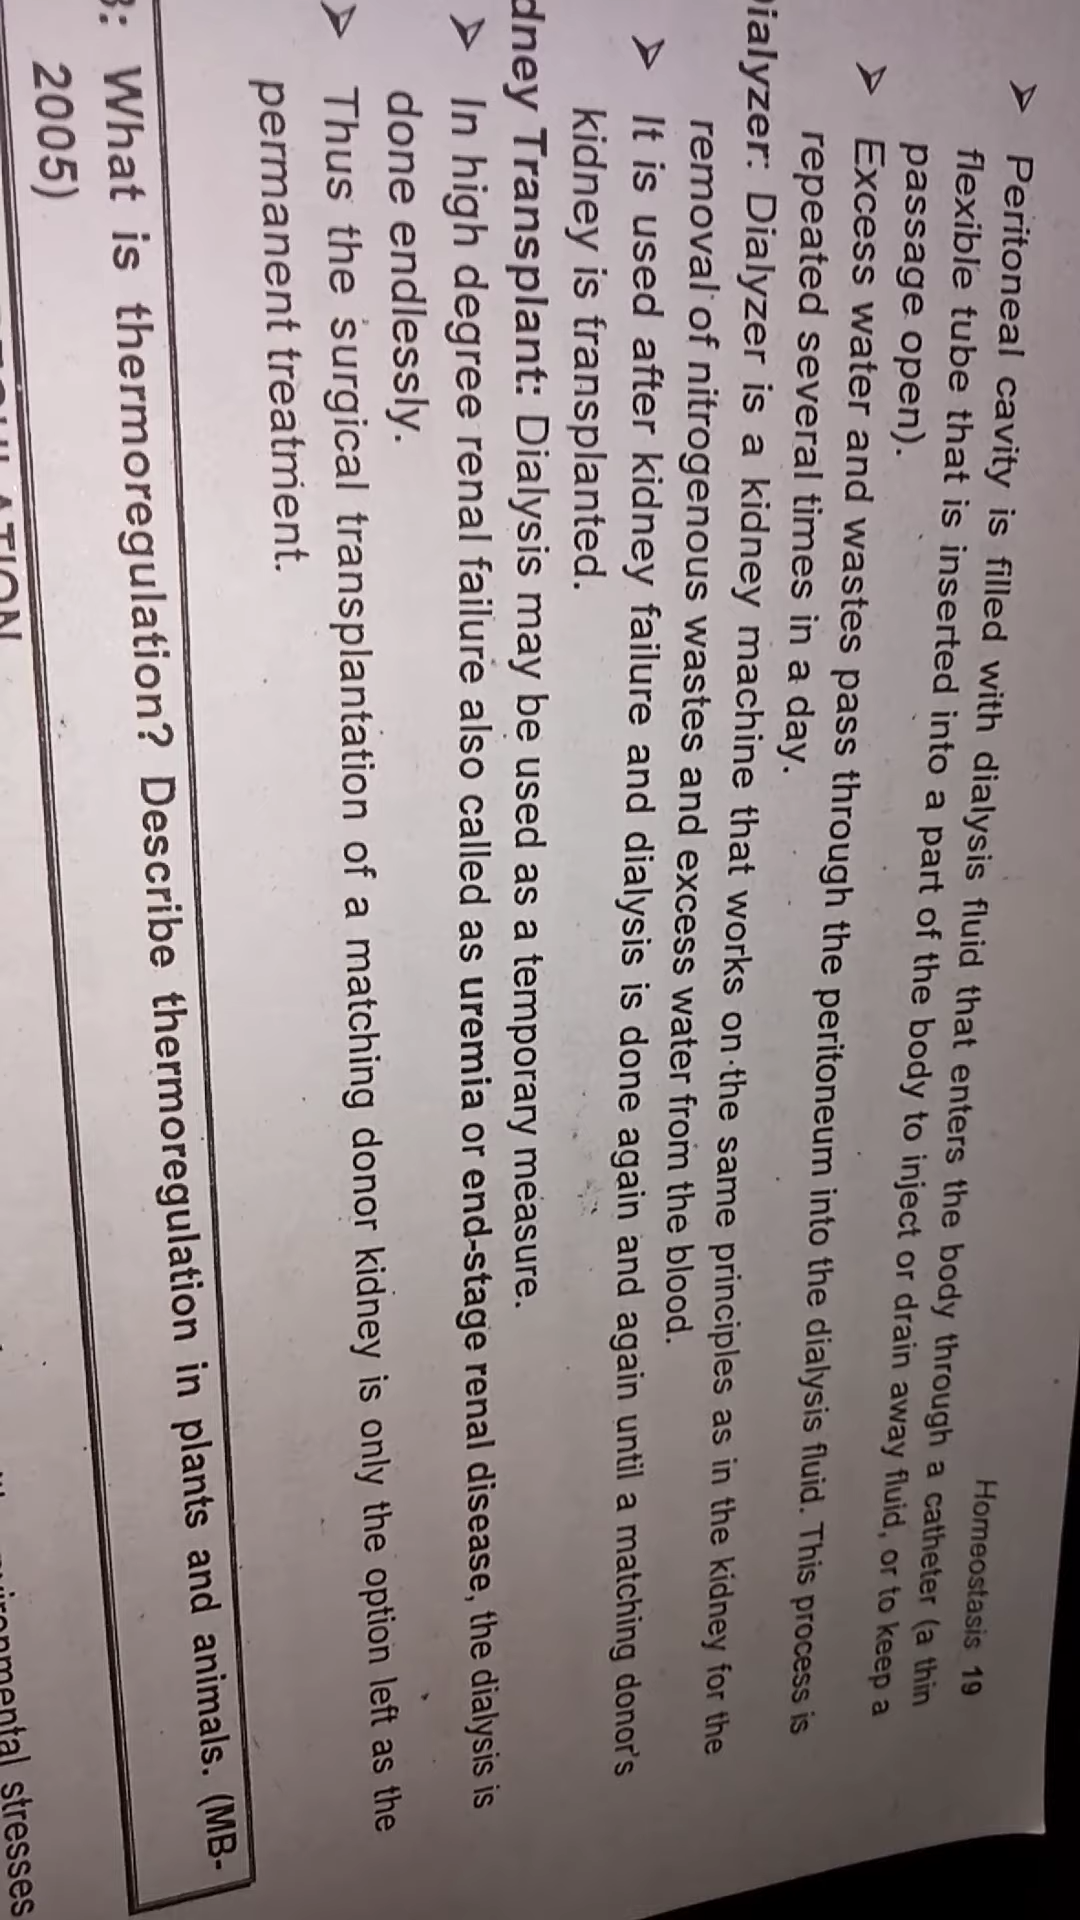 Homeostasis 19
➢ Peritoneal cavity is filled with dialysis fluid that enters the body through a catheter (a thin
flexible tube that is inserted into a part of the body to inject or drain away fluid, or to keep a
passage open).
➢ Excess water and wastes pass through the peritoneum into the dialysis fluid. This process is
repeated several times in a day.
ialyzer: Dialyzer is a kidney machine that works on the same principles as in the kidney for the
removal of nitrogenous wastes and excess water from the blood.
➢ It is used after kidney failure and dialysis is done again and again until a matching donor's
kidney is transplanted.
dney Transplant: Dialysis may be used as a temporary measure.
➢ In high degree renal failure also called as uremia or end-stage renal disease, the dialysis is
done endlessly.
➢ Thus the surgical transplantation of a matching donor kidney is only the option left as the
permanent treatment.
3: What is thermoregulation? Describe thermoregulation in plants and animals. (MB-
2005)
stresses